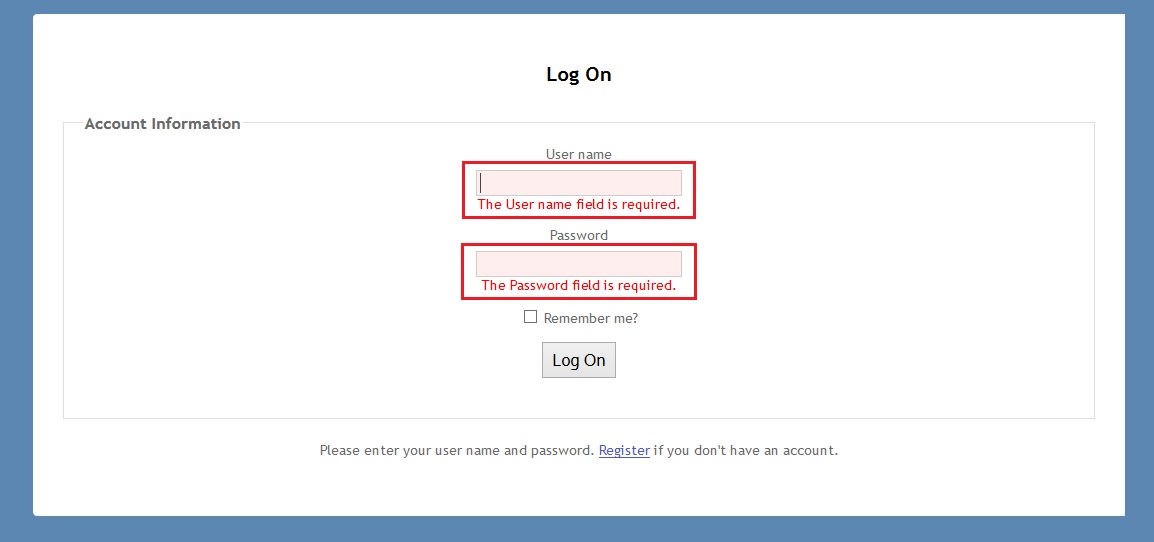 Log On
Account Information
User name
The User name field is required.
Password
The Password field is required.
Remember me?
Log On
Please enter your user name and password. Register if you don't have an account.